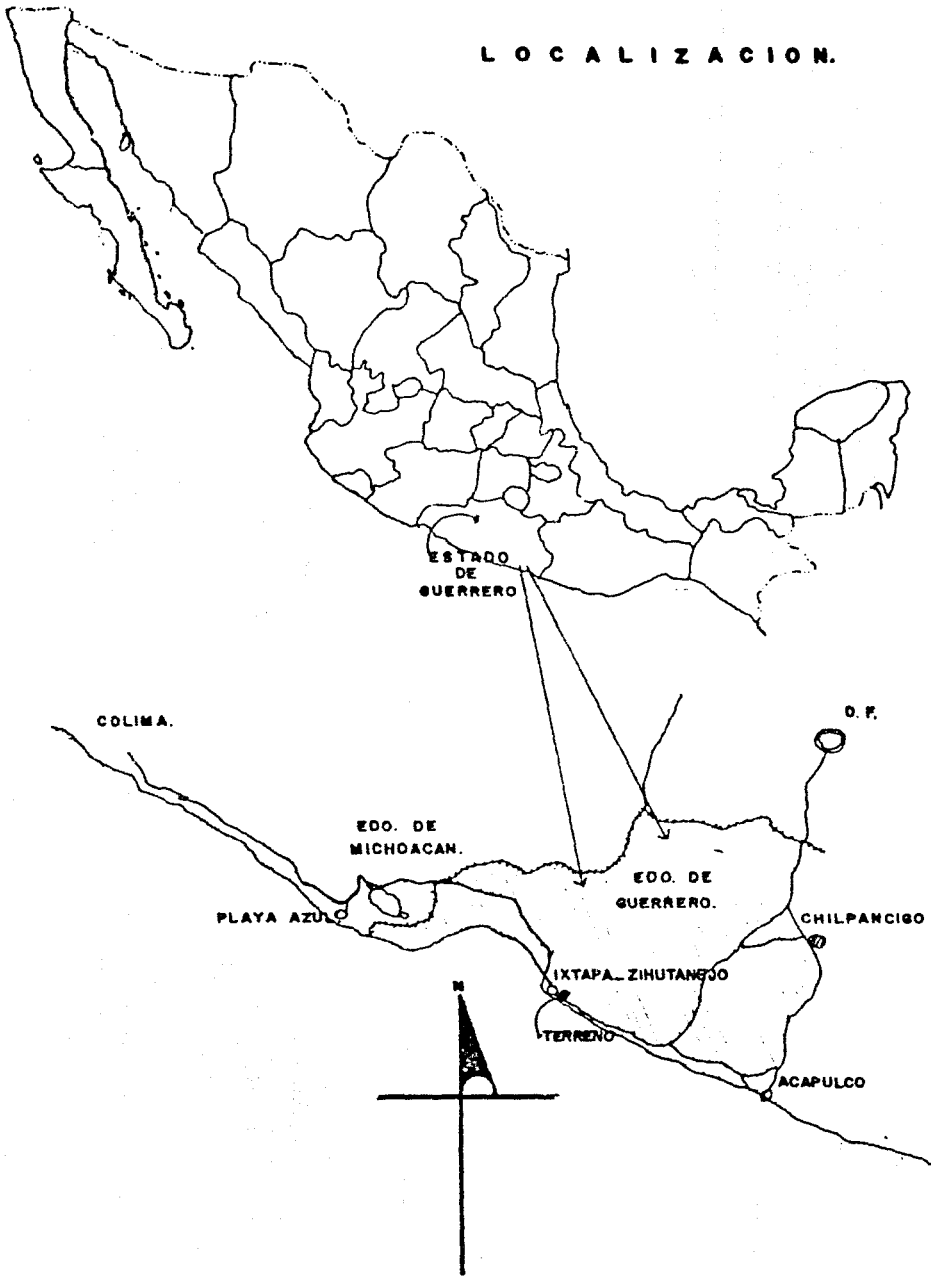 LOCALIZACION.
ESTADO
DE
GUERRERO
COLIMA.
D. F.
EDO. DE
MICHOACAN.
EDO. DE
GUERRERO.
PLAYA AZUL
CHILPANCIGO
IXTAPA_ZIHUTANEJO
N
TERRENO
ACAPULCO